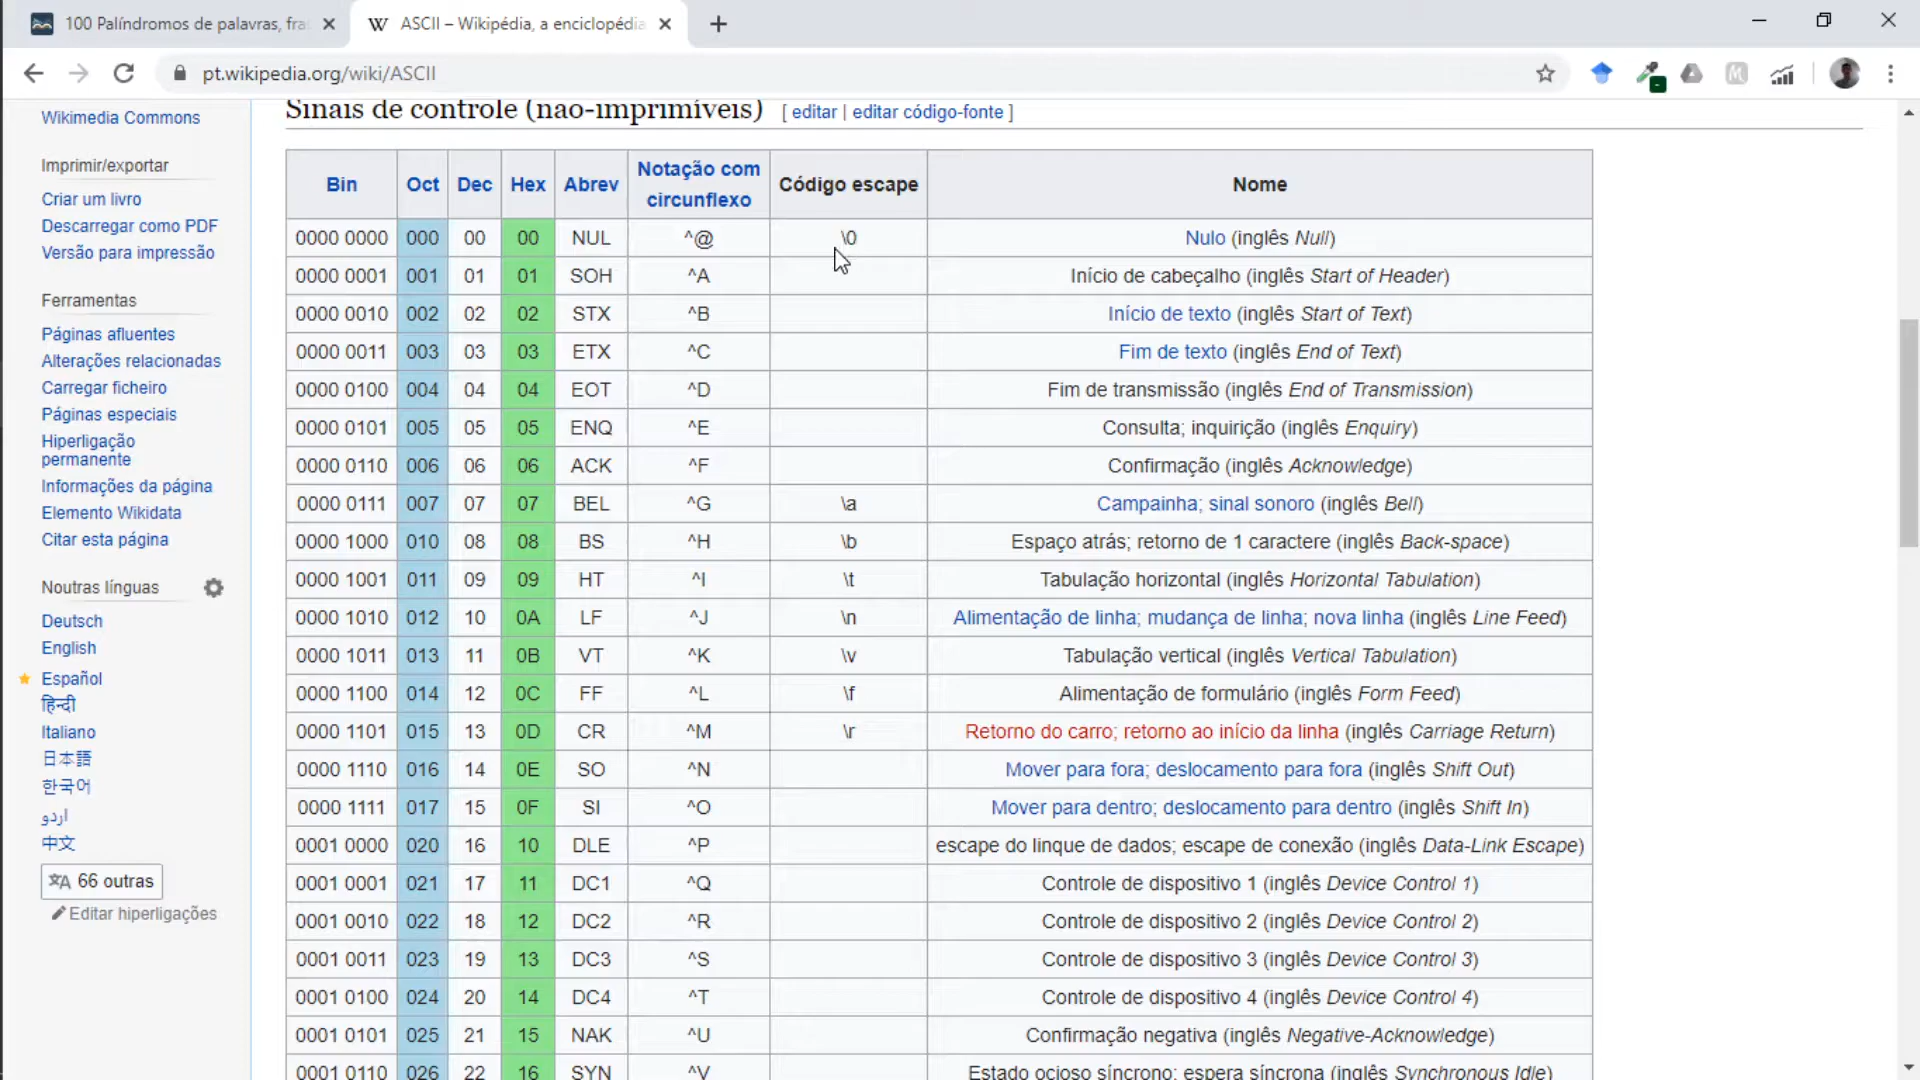 100 Palíndromos de palavras, fra
ASCII – Wikipédia, a enciclopédia
pt.wikipedia.org/wiki/ASCII
Wikimedia Commons
Imprimir/exportar
Criar um livro
Descarregar como PDF
Versão para impressão
Ferramentas
Páginas afluentes
Alterações relacionadas
Carregar ficheiro
Páginas especiais
Hiperligação
permanente
Informações da página
Elemento Wikidata
Citar esta página
Noutras línguas
Deutsch
English
Español
हिन्दी
Italiano
日本語
한국어
اردو
中文
66 outras
Editar hiperligações
Sinais de controle (não-imprimíveis) [ editar | editar código-fonte ]
Bin Oct Dec Hex Abrev Notação com circunflexo Código escape Nome
0000 0000 000 00 00 NUL ^@ \0 Nulo (inglês Null)
0000 0001 001 01 01 SOH ^A Início de cabeçalho (inglês Start of Header)
0000 0010 002 02 02 STX ^B Início de texto (inglês Start of Text)
0000 0011 003 03 03 ETX ^C Fim de texto (inglês End of Text)
0000 0100 004 04 04 EOT ^D Fim de transmissão (inglês End of Transmission)
0000 0101 005 05 05 ENQ ^E Consulta; inquirição (inglês Enquiry)
0000 0110 006 06 06 ACK ^F Confirmação (inglês Acknowledge)
0000 0111 007 07 07 BEL ^G \a Campainha; sinal sonoro (inglês Bell)
0000 1000 010 08 08 BS ^H \b Espaço atrás; retorno de 1 caractere (inglês Back-space)
0000 1001 011 09 09 HT ^I \t Tabulação horizontal (inglês Horizontal Tabulation)
0000 1010 012 10 0A LF ^J \n Alimentação de linha; mudança de linha; nova linha (inglês Line Feed)
0000 1011 013 11 0B VT ^K \v Tabulação vertical (inglês Vertical Tabulation)
0000 1100 014 12 0C FF ^L \f Alimentação de formulário (inglês Form Feed)
0000 1101 015 13 0D CR ^M \r Retorno do carro; retorno ao início da linha (inglês Carriage Return)
0000 1110 016 14 0E SO ^N Mover para fora; deslocamento para fora (inglês Shift Out)
0000 1111 017 15 0F SI ^O Mover para dentro; deslocamento para dentro (inglês Shift In)
0001 0000 020 16 10 DLE ^P escape do linque de dados; escape de conexão (inglês Data-Link Escape)
0001 0001 021 17 11 DC1 ^Q Controle de dispositivo 1 (inglês Device Control 1)
0001 0010 022 18 12 DC2 ^R Controle de dispositivo 2 (inglês Device Control 2)
0001 0011 023 19 13 DC3 ^S Controle de dispositivo 3 (inglês Device Control 3)
0001 0100 024 20 14 DC4 ^T Controle de dispositivo 4 (inglês Device Control 4)
0001 0101 025 21 15 NAK ^U Confirmação negativa (inglês Negative-Acknowledge)
0001 0110 026 22 16 SYN ^V Estado ocioso síncrono; espera síncrona (inglês Synchronous Idle)